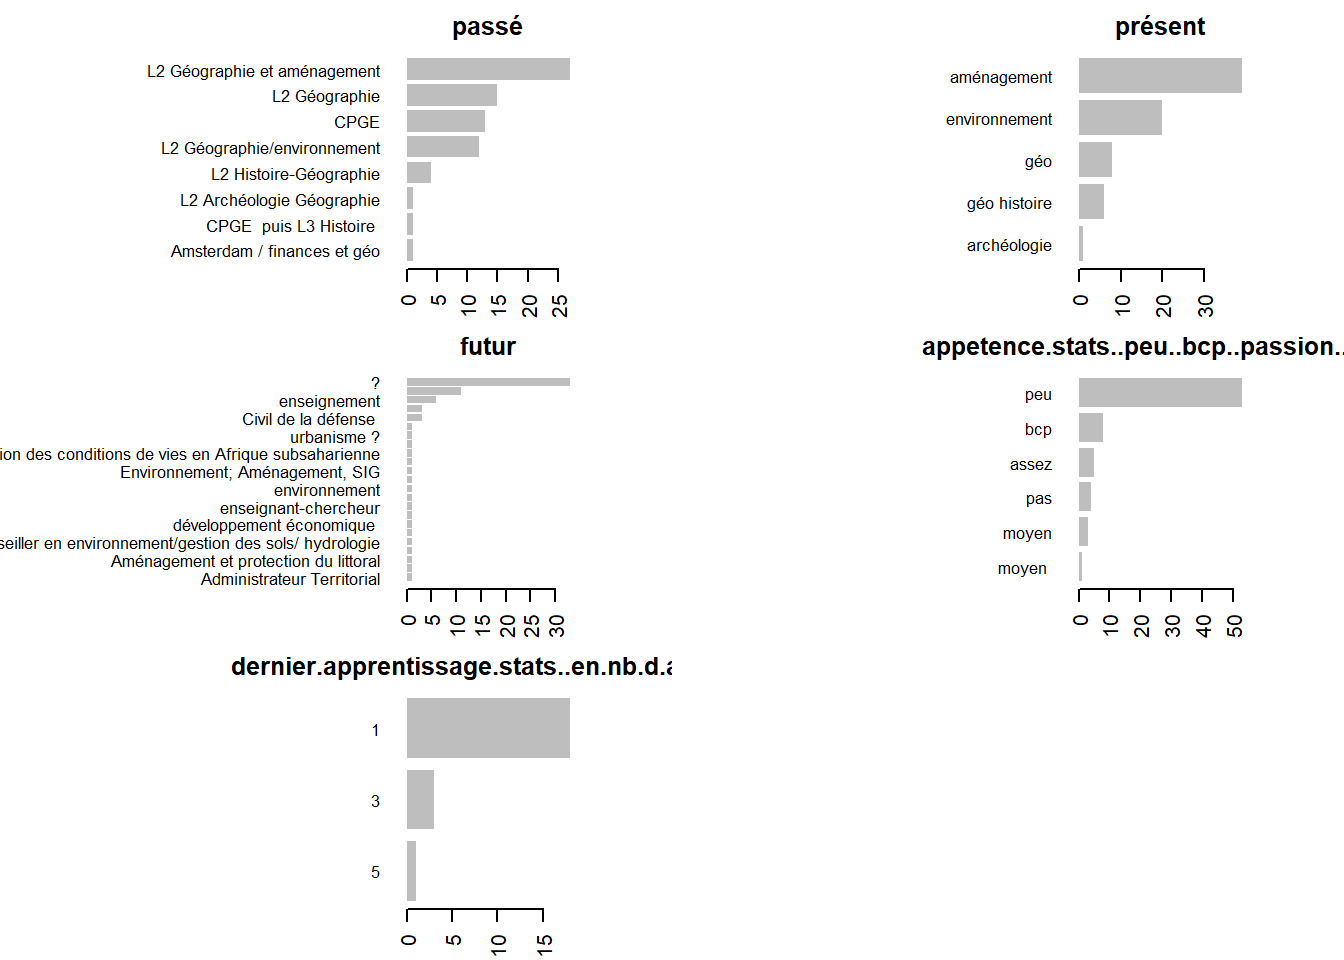 passé
L2 Géographie et aménagement
L2 Géographie
CPGE
L2 Géographie/environnement
L2 Histoire-Géographie
L2 Archéologie Géographie
CPGE  puis L3 Histoire
Amsterdam / finances et géo
0 5 10 15 20 25
présent
aménagement
environnement
géo
géo histoire
archéologie
0 10 20 30
futur
?
enseignement
Civil de la défense
urbanisme ?
ion des conditions de vies en Afrique subsaharienne
Environnement; Aménagement, SIG
environnement
enseignant-chercheur
développement économique
seiller en environnement/gestion des sols/ hydrologie
Aménagement et protection du littoral
Administrateur Territorial
0 5 10 15 20 25 30
appetence.stats..peu..bcp..passion..
peu
bcp
assez
pas
moyen
moyen
0 10 20 30 40 50
dernier.apprentissage.stats..en.nb.d.a
1
3
5
0 5 10 15